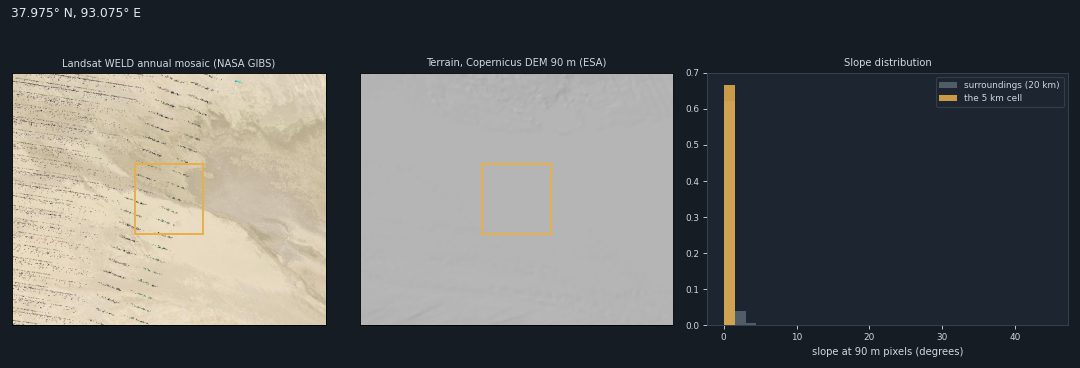 37.975° N, 93.075° E
Landsat WELD annual mosaic (NASA GIBS)
Terrain, Copernicus DEM 90 m (ESA)
Slope distribution
surroundings (20 km)
the 5 km cell
0.7
0.6
0.5
0.4
0.3
0.2
0.1
0.0
0 10 20 30 40
slope at 90 m pixels (degrees)